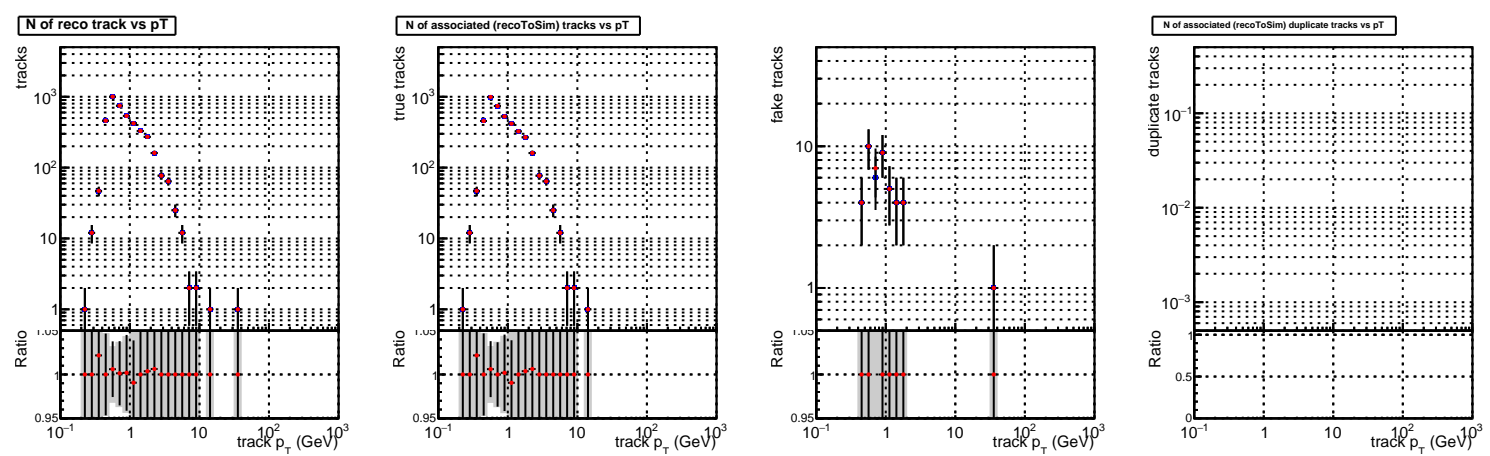 N of reco track vs pT
tracks
10³
10²
10
1
Ratio
1.05
1
0.95
10⁻¹ 1 10 10² 10³
track p_T (GeV)
N of associated (recoToSim) tracks vs pT
true tracks
10³
10²
10
1
Ratio
1.05
1
0.95
10⁻¹ 1 10 10² 10³
track p_T (GeV)
fake tracks
10
1
Ratio
1.05
1
0.95
10⁻¹ 1 10 10² 10³
track p_T (GeV)
N of associated (recoToSim) duplicate tracks vs pT
duplicate tracks
10⁻¹
10⁻²
10⁻³
Ratio
1
0.5
0
10⁻¹ 1 10 10² 10³
track p_T (GeV)